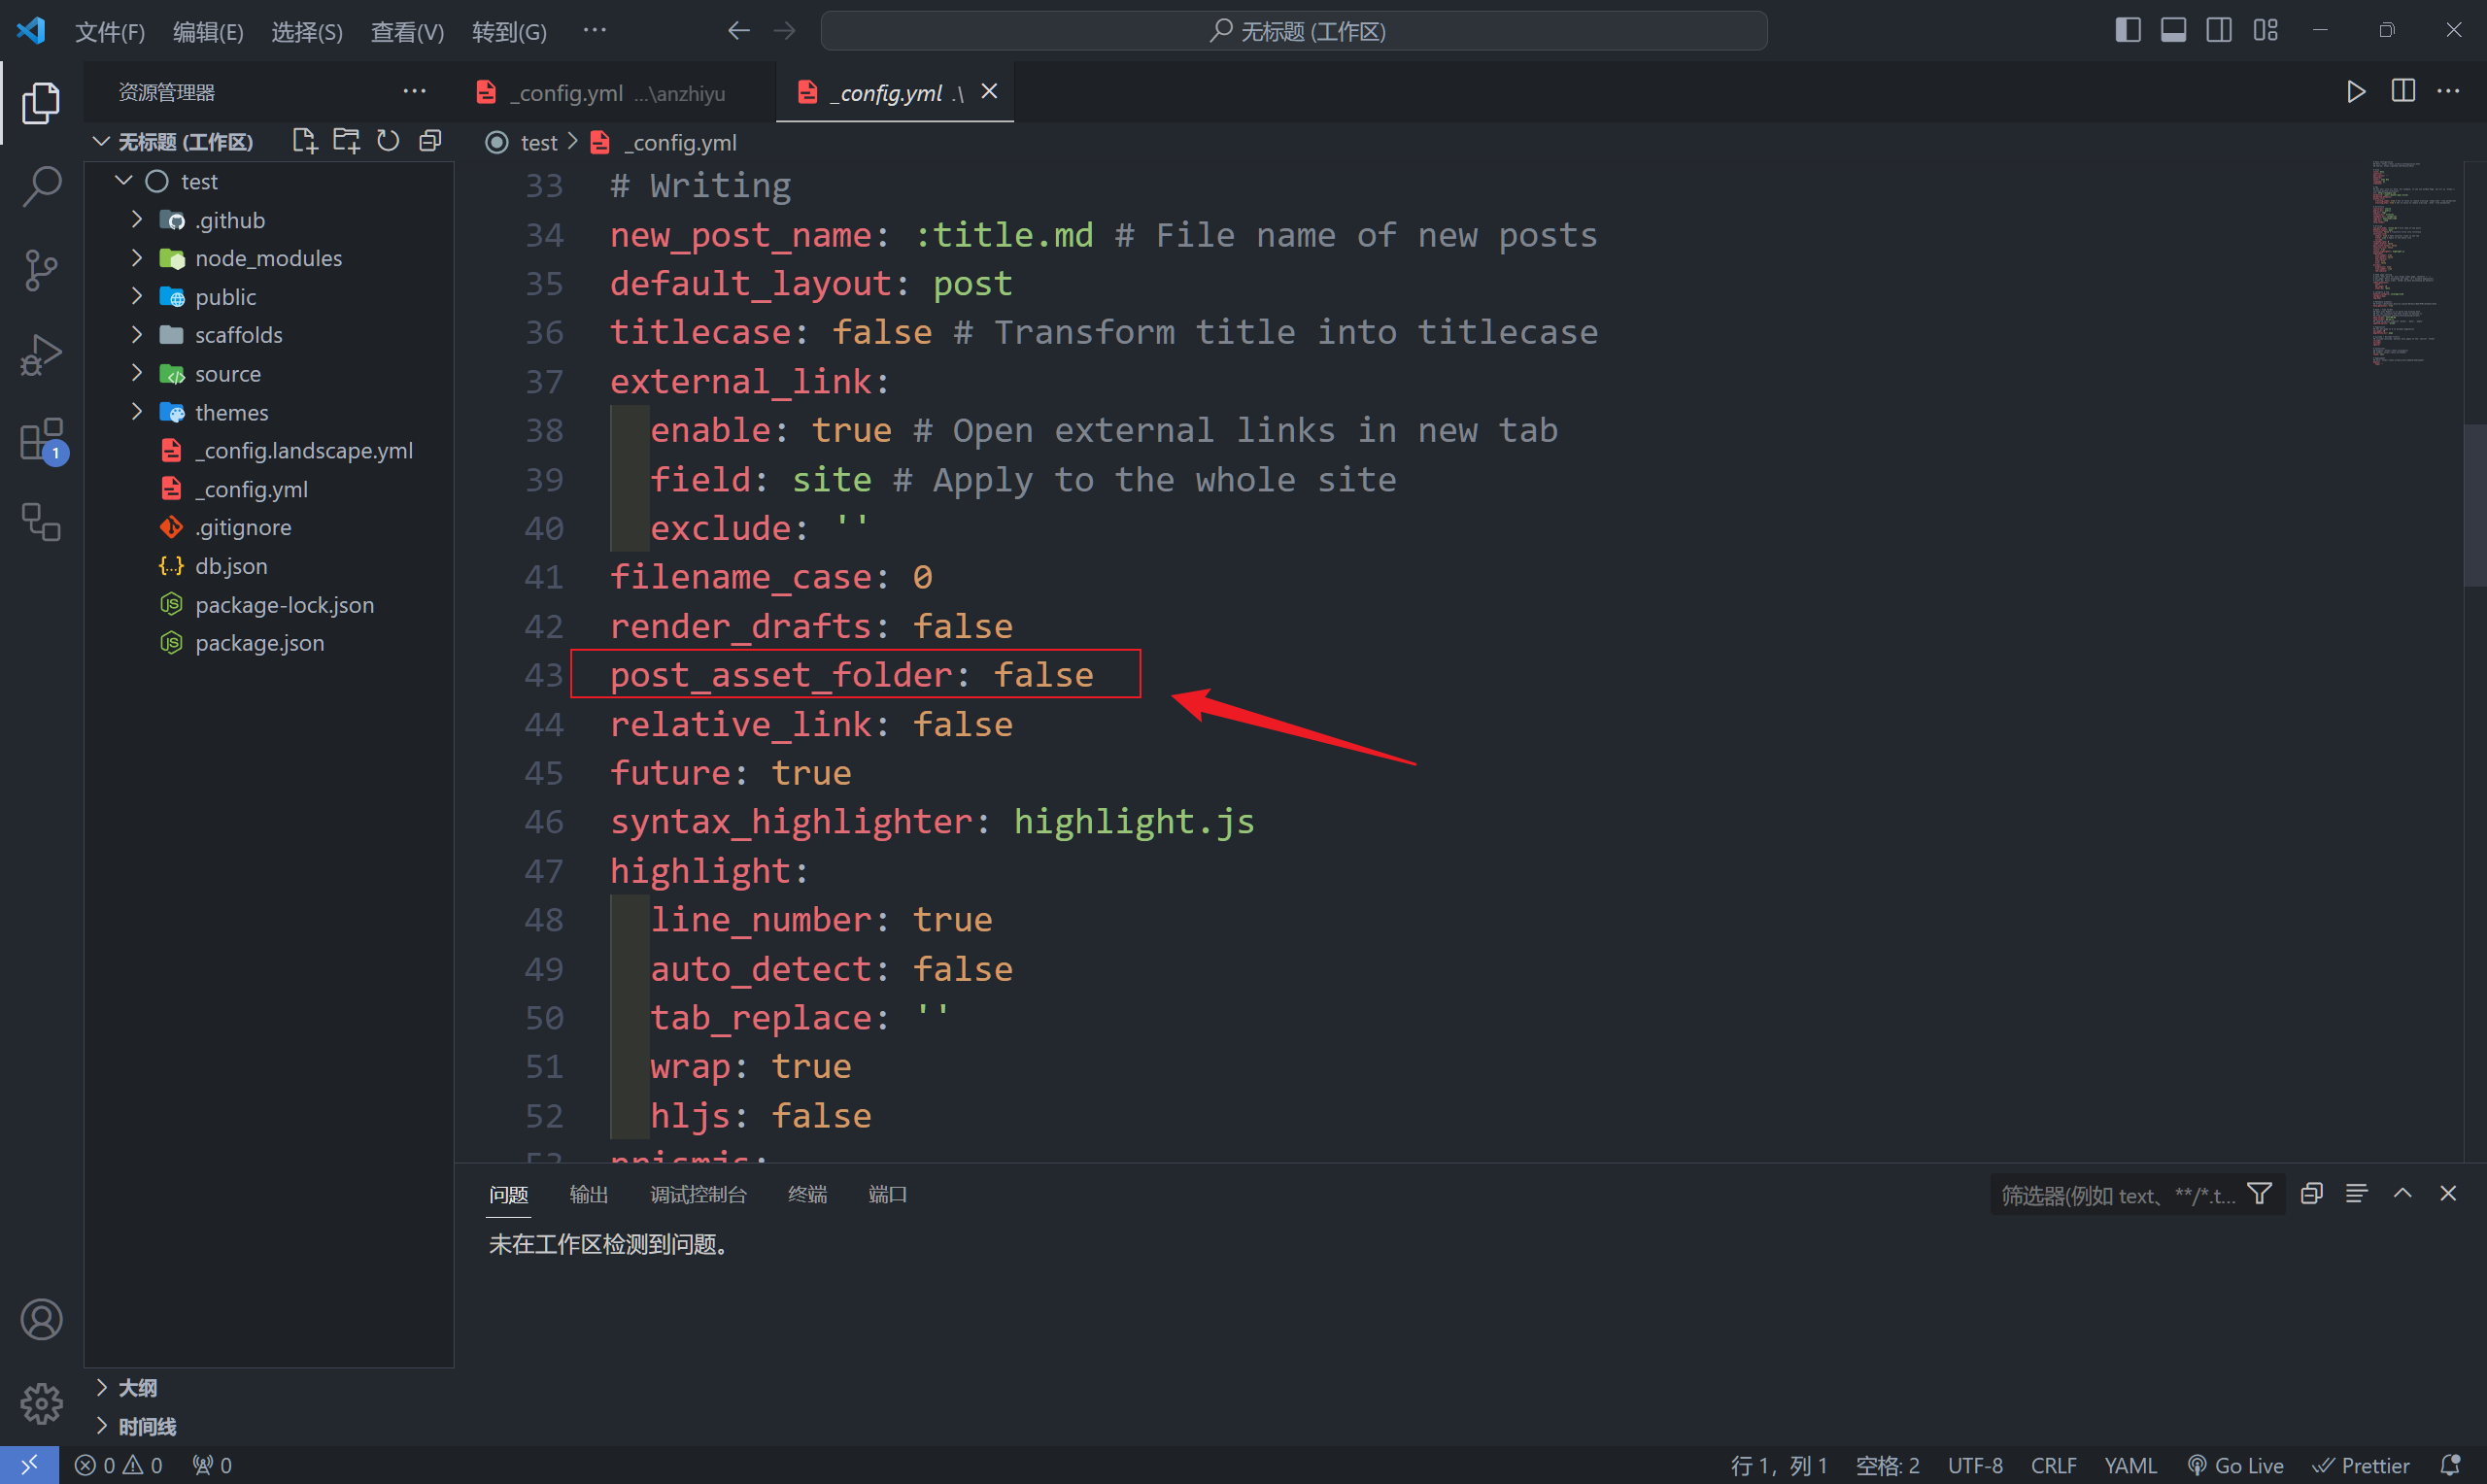 文件(F) 编辑(E) 选择(S) 查看(V) 转到(G) ··· 无标题 (工作区)
资源管理器 ···
_config.yml ...\anzhiyu _config.yml .\
无标题 (工作区)
test > _config.yml
test
.github
node_modules
public
scaffolds
source
themes
_config.landscape.yml
_config.yml
.gitignore
db.json
package-lock.json
package.json
1
33 # Writing
34 new_post_name: :title.md # File name of new posts
35 default_layout: post
36 titlecase: false # Transform title into titlecase
37 external_link:
38 enable: true # Open external links in new tab
39 field: site # Apply to the whole site
40 exclude: ''
41 filename_case: 0
42 render_drafts: false
43 post_asset_folder: false
44 relative_link: false
45 future: true
46 syntax_highlighter: highlight.js
47 highlight:
48 line_number: true
49 auto_detect: false
50 tab_replace: ''
51 wrap: true
52 hljs: false
问题 输出 调试控制台 终端 端口 筛选器(例如 text、**/*.t...
未在工作区检测到问题。
大纲
时间线
0 0 0 行 1，列 1 空格: 2 UTF-8 CRLF YAML Go Live Prettier